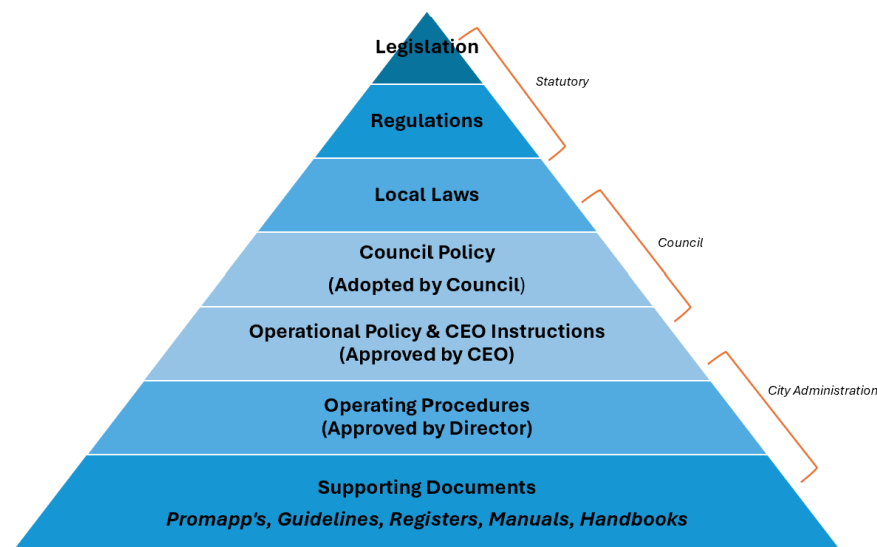 Legislation
Statutory
Regulations
Local Laws
Council Policy
(Adopted by Council)
Council
Operational Policy & CEO Instructions
(Approved by CEO)
City Administration
Operating Procedures
(Approved by Director)
Supporting Documents
Promapp's, Guidelines, Registers, Manuals, Handbooks